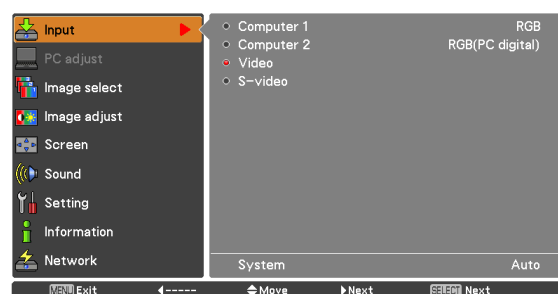 Input
PC adjust
Image select
Image adjust
Screen
Sound
Setting
Information
Network
Computer 1 RGB
Computer 2 RGB(PC digital)
Video
S-video
System Auto
MENU Exit ----- Move Next SELECT Next